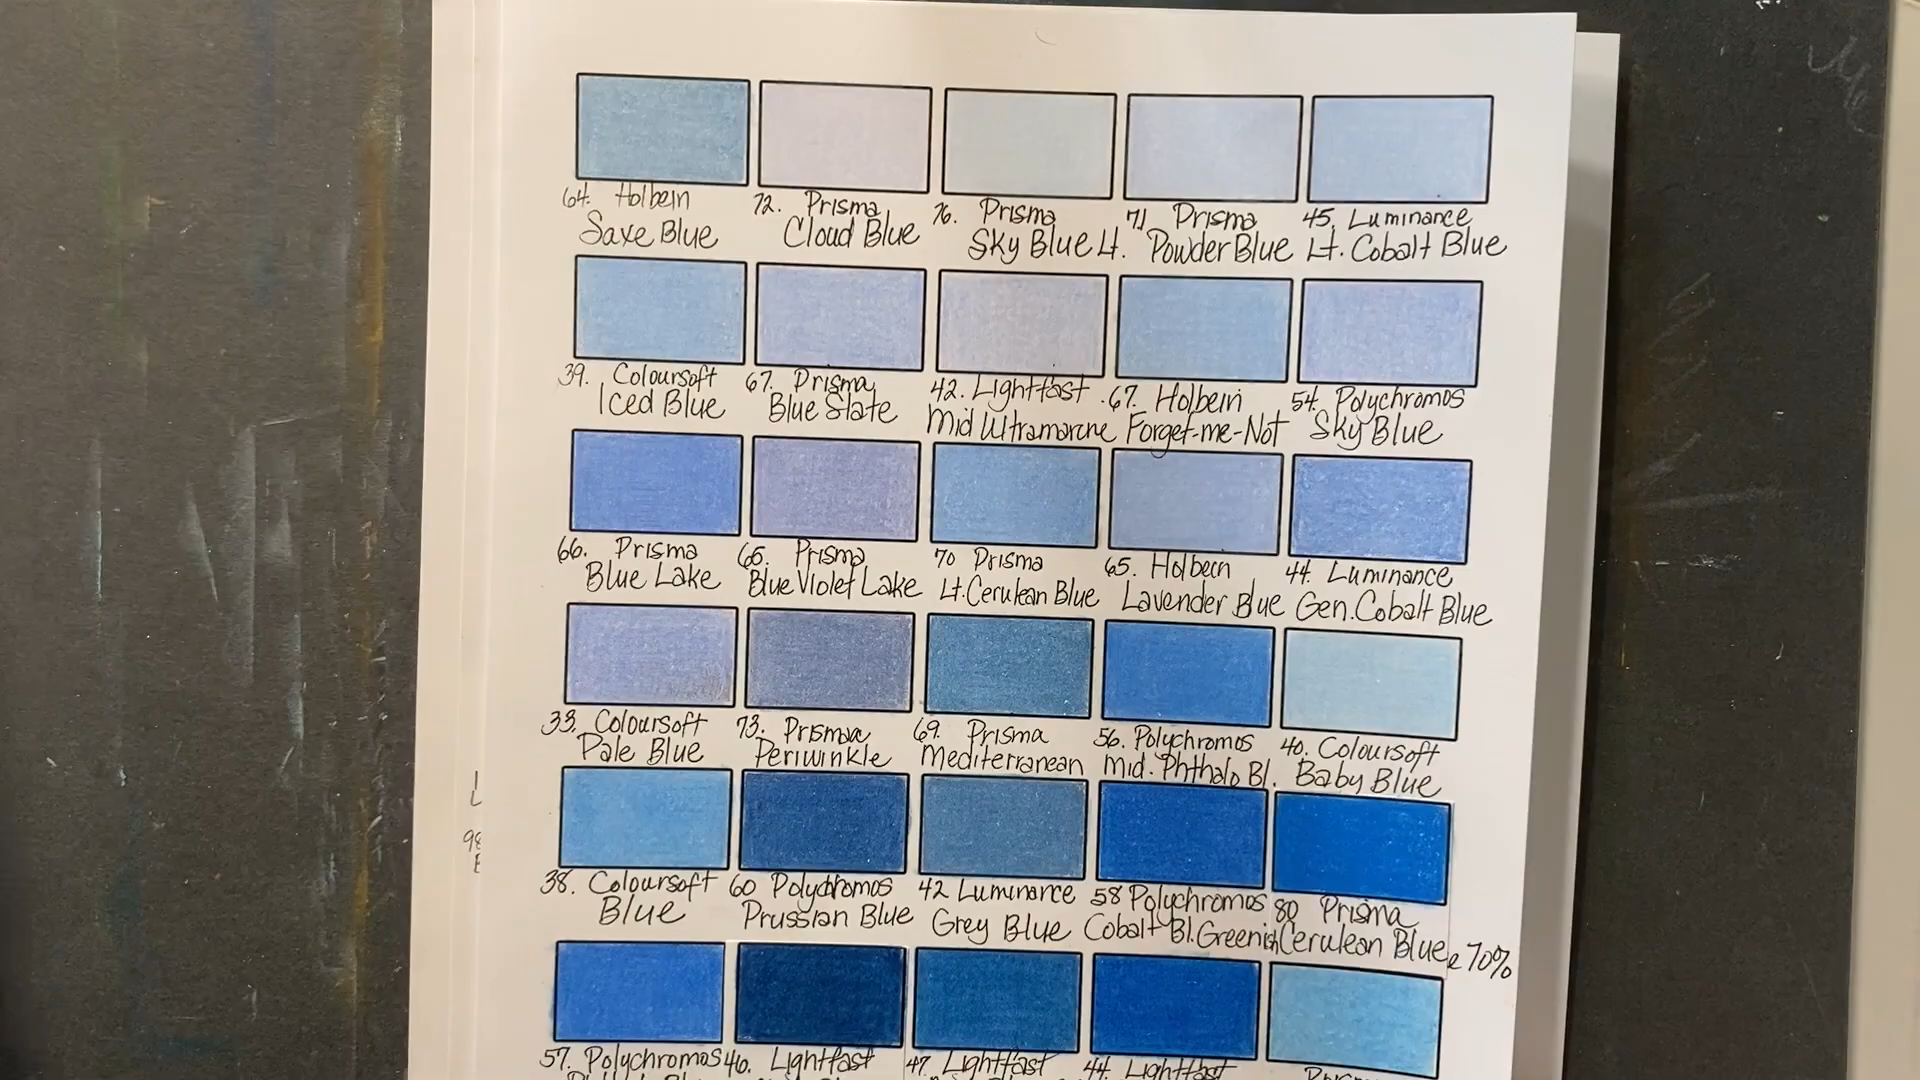 64. Holbein
Saxe Blue
72. Prisma
Cloud Blue
76. Prisma
Sky Blue Lt.
71 Prisma
Powder Blue
45. Luminance
Lt. Cobalt Blue
39. Coloursoft
Iced Blue
67. Prisma
Blue Slate
42. Lightfast
Mid Ultramarine
67. Holbein
Forget-me-Not
54. Polychromos
Sky Blue
66. Prisma
Blue Lake
65. Prisma
Blue Violet Lake
70 Prisma
Lt. Cerulean Blue
65. Holbein
Lavender Blue
44. Luminance
Gen. Cobalt Blue
33. Coloursoft
Pale Blue
73. Prisma
Periwinkle
69. Prisma
Mediterranean
56. Polychromos
Mid. Phthalo Bl.
40. Coloursoft
Baby Blue
38. Coloursoft
Blue
60 Polychromos
Prussian Blue
42 Luminance
Grey Blue
58 Polychromos
Cobalt Bl. Greenish
80 Prisma
Cerulean Blue 70%
57. Polychromos
46. Lightfast
47. Lightfast
44. Lightfast